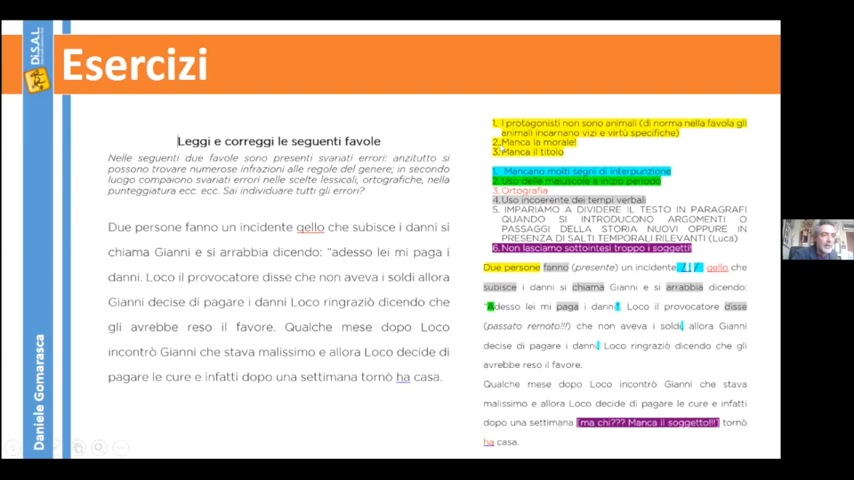 Di.S.A.L.
Esercizi
Leggi e correggi le seguenti favole
Nelle seguenti due favole sono presenti svariati errori: anzitutto si
possono trovare numerose infrazioni alle regole del genere; in secondo
luogo compaiono svariati errori nelle scelte lessicali, ortografiche, nella
punteggiatura ecc. ecc. Sai individuare tutti gli errori?
Due persone fanno un incidente qello che subisce i danni si
chiama Gianni e si arrabbia dicendo: “adesso lei mi paga i
danni. Loco il provocatore disse che non aveva i soldi allora
Gianni decise di pagare i danni Loco ringraziò dicendo che
gli avrebbe reso il favore. Qualche mese dopo Loco
incontrò Gianni che stava malissimo e allora Loco decide di
pagare le cure e infatti dopo una settimana tornò ha casa.
Daniele Gomarasca
1. I protagonisti non sono animali (di norma nella favola gli
animali incarnano vizi e virtù specifiche)
2. Manca la morale!
3. Manca il titolo
1. Mancano molti segni di interpunzione
2. Uso delle maiuscole a inizio periodo
3. Ortografia
4. Uso incoerente dei tempi verbali
5. IMPARIAMO A DIVIDERE IL TESTO IN PARAGRAFI
QUANDO SI INTRODUCONO ARGOMENTI O
PASSAGGI DELLA STORIA NUOVI OPPURE IN
PRESENZA DI SALTI TEMPORALI RILEVANTI (Luca)
6. Non lasciamo sottointesi troppo i soggetti!
Due persone fanno (presente) un incidente / ; / qello che
subisce i danni si chiama Gianni e si arrabbia dicendo:
“Adesso lei mi paga i danni”. Loco il provocatore disse
(passato remoto!!!) che non aveva i soldi, allora Gianni
decise di pagare i danni. Loco ringraziò dicendo che gli
avrebbe reso il favore.
Qualche mese dopo Loco incontrò Gianni che stava
malissimo e allora Loco decide di pagare le cure e infatti
dopo una settimana (ma chi??? Manca il soggetto!!!) tornò
ha casa.